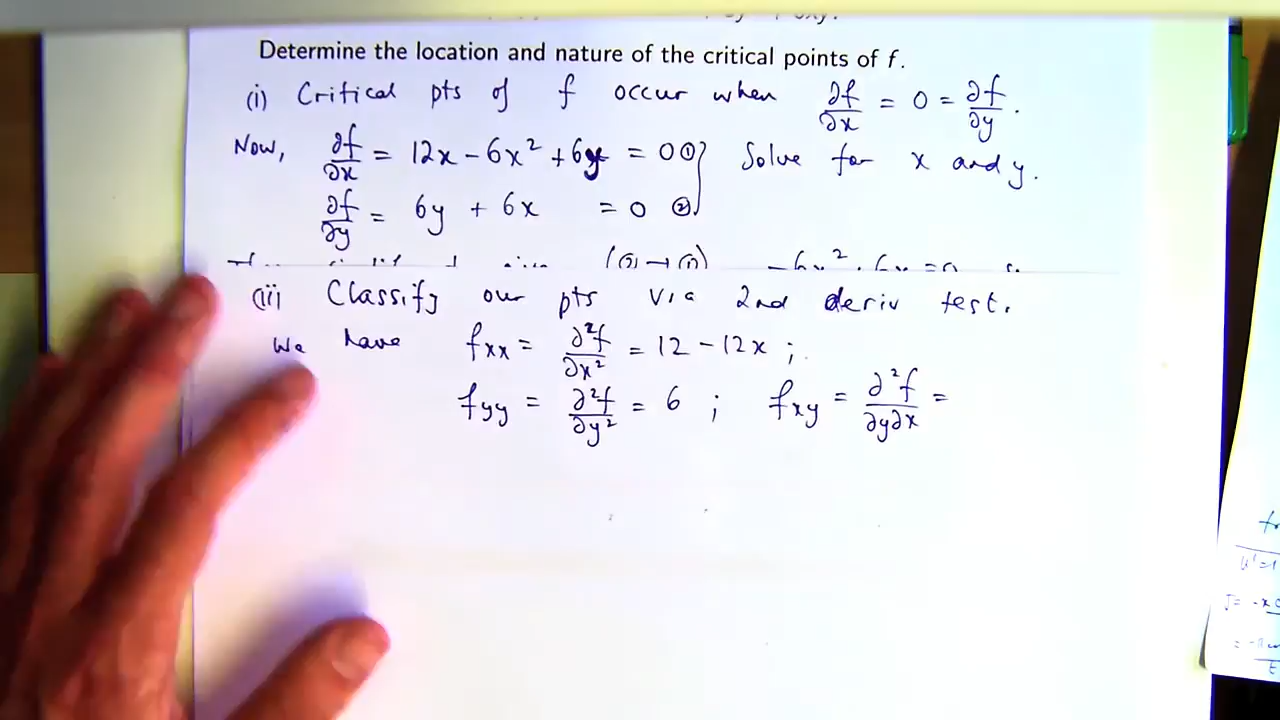 Determine the location and nature of the critical points of f.
(i) Critical pts of f occur when ∂f/∂x = 0 = ∂f/∂y.
Now, ∂f/∂x = 12x - 6x² + 6y = 0 ① } Solve for x and y.
∂f/∂y = 6y + 6x = 0 ②
(ii) Classify our pts via 2nd deriv test.
We have fxx = ∂²f/∂x² = 12 - 12x ;
fyy = ∂²f/∂y² = 6 ; fxy = ∂²f/∂y∂x =